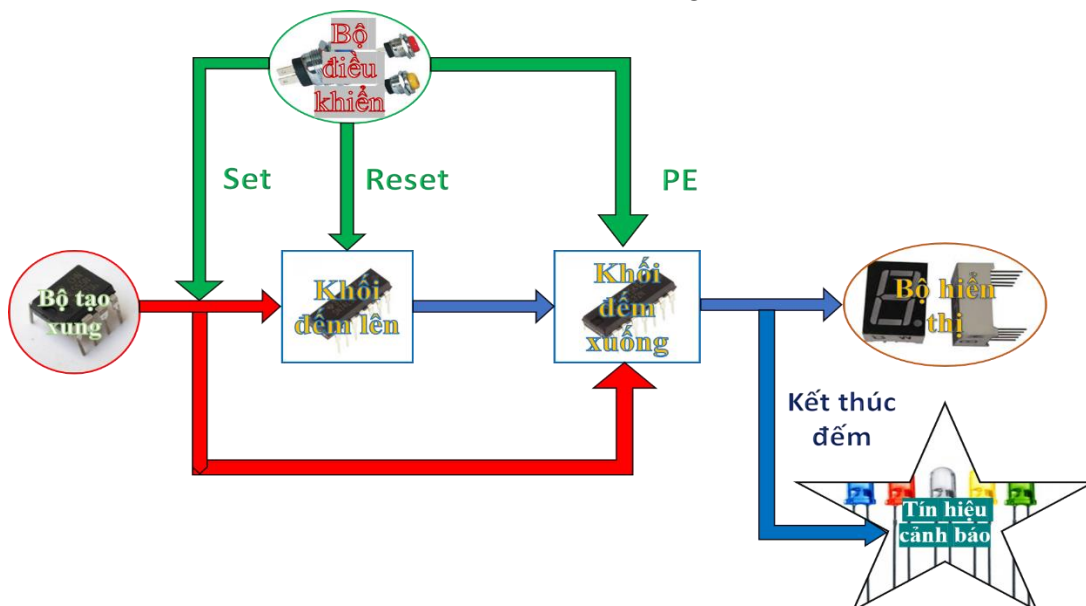 Bộ
điều
khiển
Set
Reset
PE
Bộ tạo
xung
Khối
đếm lên
Khối
đếm
xuống
Bộ hiển
thị
Kết thúc
đếm
Tín hiệu
cảnh báo